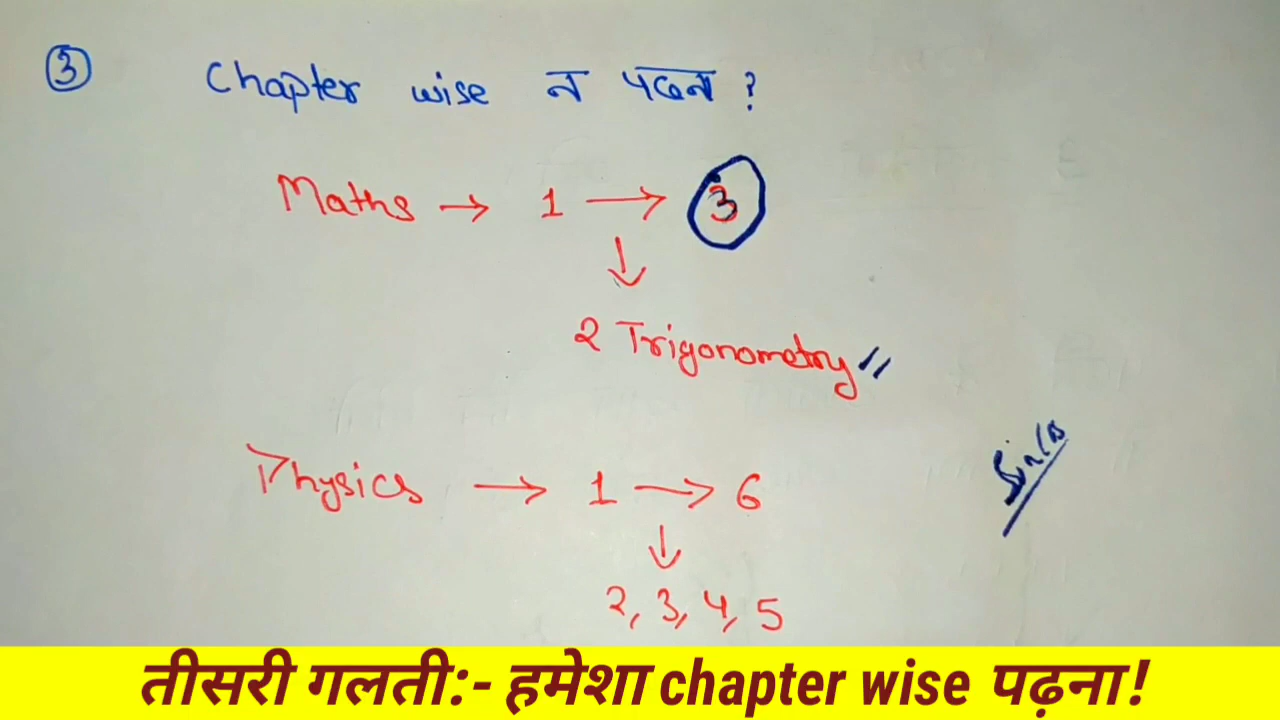 ③ Chapter wise न पढना ?
Maths → 1 → 3
↓
2 Trigonometry //
Physics → 1 → 6
↓
2, 3, 4, 5
तीसरी गलती:- हमेशा chapter wise पढ़ना!